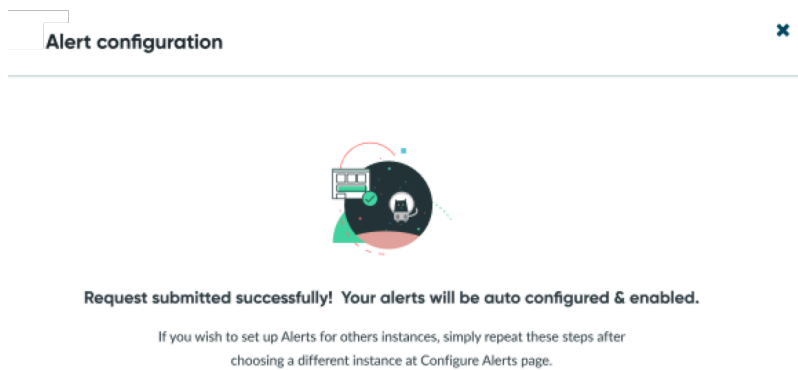 Alert configuration
Request submitted successfully! Your alerts will be auto configured & enabled.
If you wish to set up Alerts for others instances, simply repeat these steps after
choosing a different instance at Configure Alerts page.